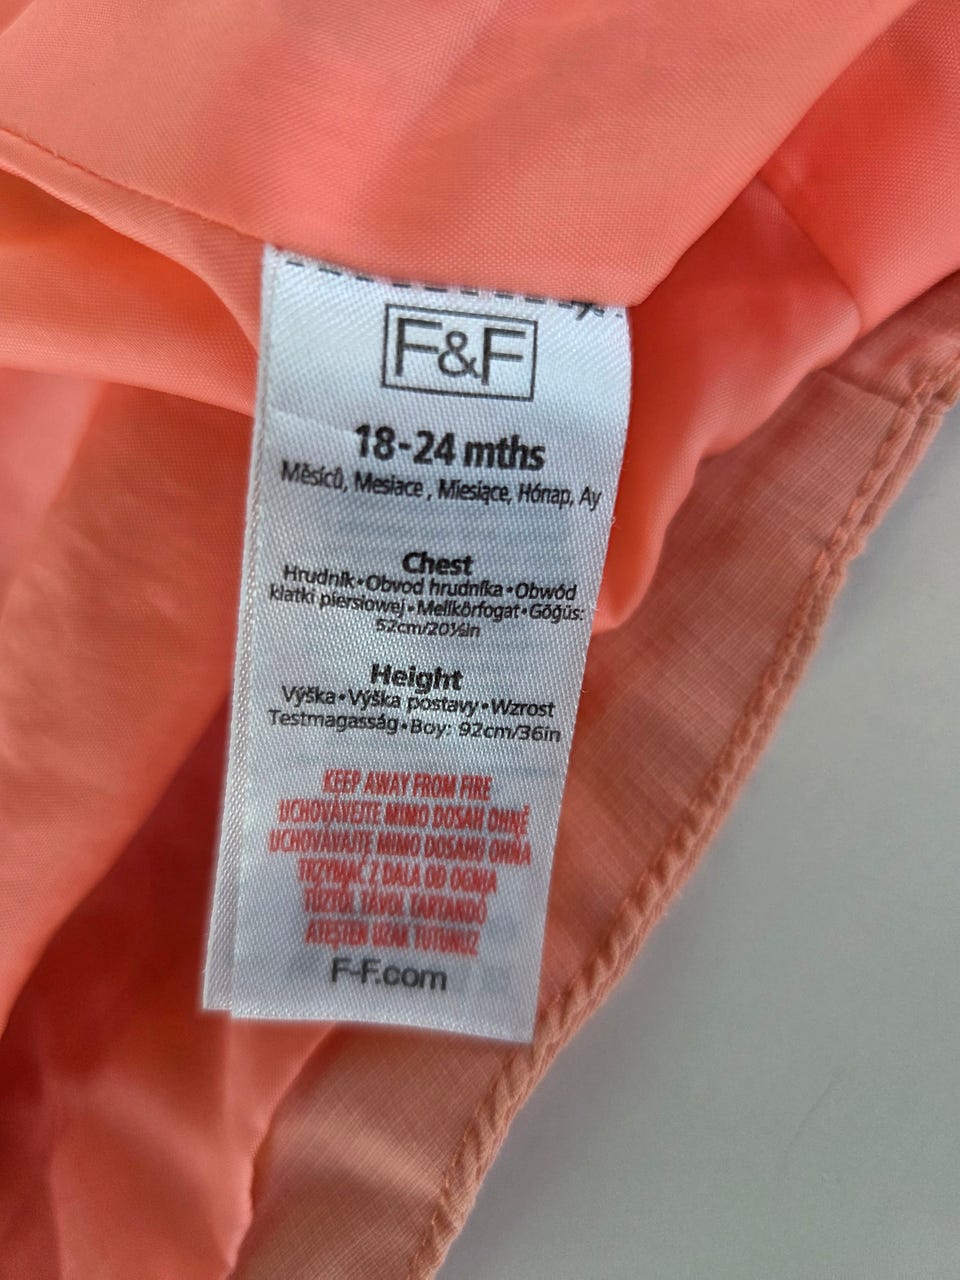 F&F
18-24 mths
Měsíců, Mesiace , Miesiące, Hónap, Ay
Chest
Hrudník•Obvod hrudníka•Obwód
klatki piersiowej•Mellkörfogat•Göğüs:
52cm/20½in
Height
Výška•Výška postavy•Wzrost
Testmagasság•Boy: 92cm/36in
KEEP AWAY FROM FIRE
UCHOVÁVEJTE MIMO DOSAH OHNĚ
UCHOVÁVAJTE MIMO DOSAHU OHŇA
TRZYMAĆ Z DALA OD OGNIA
TŰZTŐL TÁVOL TARTANDÓ
ATEŞTEN UZAK TUTUNUZ
F-F.com